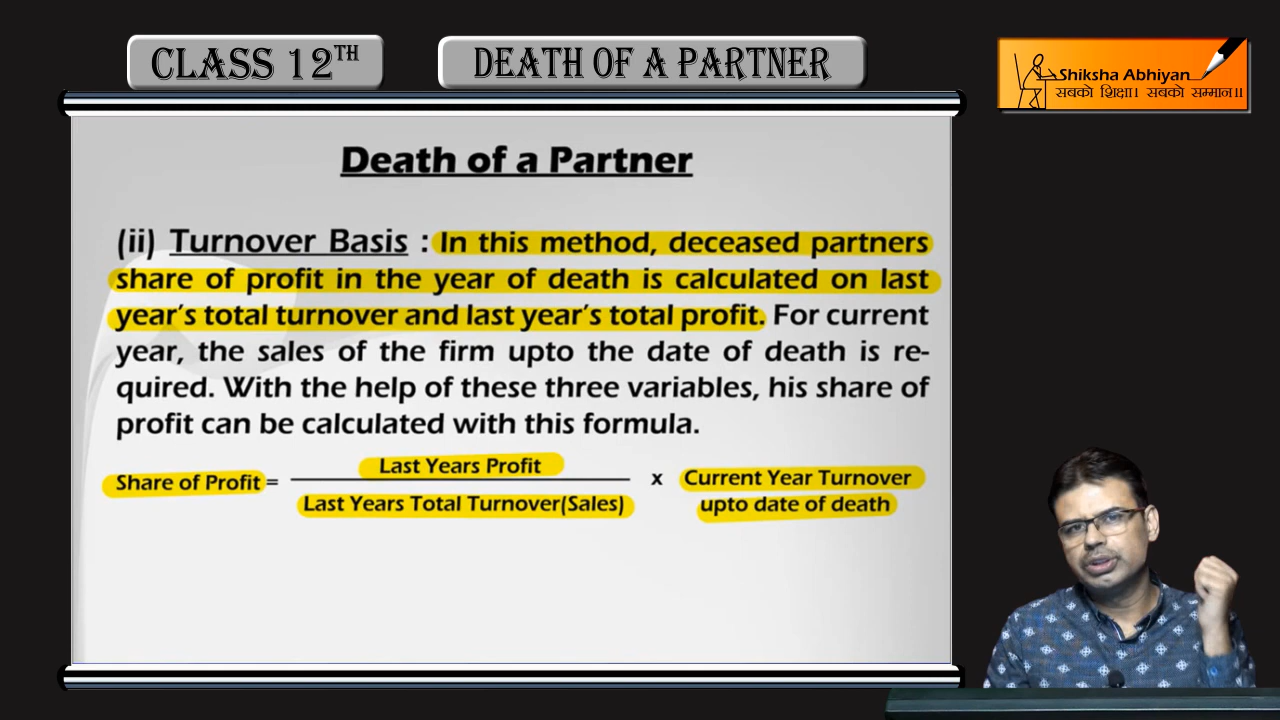 CLASS 12TH
DEATH OF A PARTNER
Shiksha Abhiyan
सबको शिक्षा। सबको सम्मान॥
Death of a Partner
(ii) Turnover Basis : In this method, deceased partners
share of profit in the year of death is calculated on last
year's total turnover and last year's total profit. For current
year, the sales of the firm upto the date of death is re-
quired. With the help of these three variables, his share of
profit can be calculated with this formula.
Share of Profit = Last Years Profit
Last Years Total Turnover(Sales)
x Current Year Turnover
upto date of death